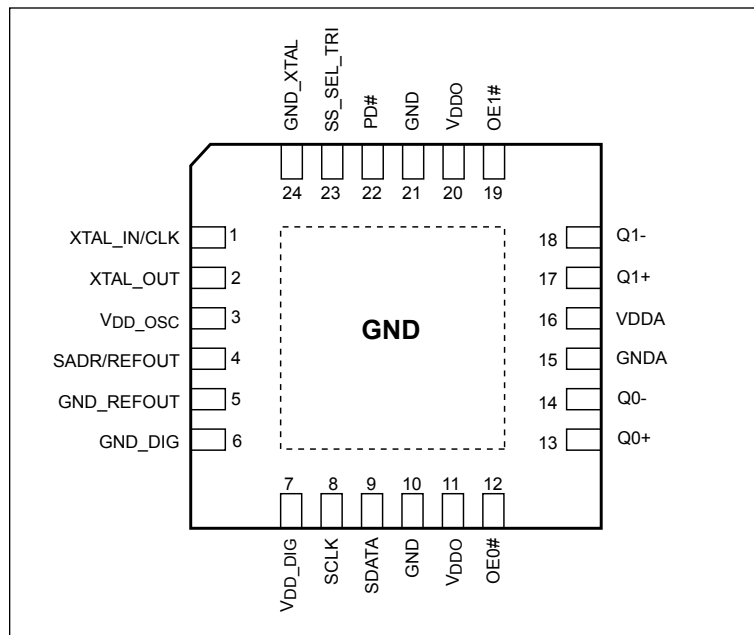 GND_XTAL
SS_SEL_TRI
PD#
GND
VDDO
OE1#
24
23
22
21
20
19
XTAL_IN/CLK 1
XTAL_OUT 2
VDD_OSC 3
SADR/REFOUT 4
GND_REFOUT 5
GND_DIG 6
GND
18 Q1-
17 Q1+
16 VDDA
15 GNDA
14 Q0-
13 Q0+
7
8
9
10
11
12
VDD_DIG
SCLK
SDATA
GND
VDDO
OE0#